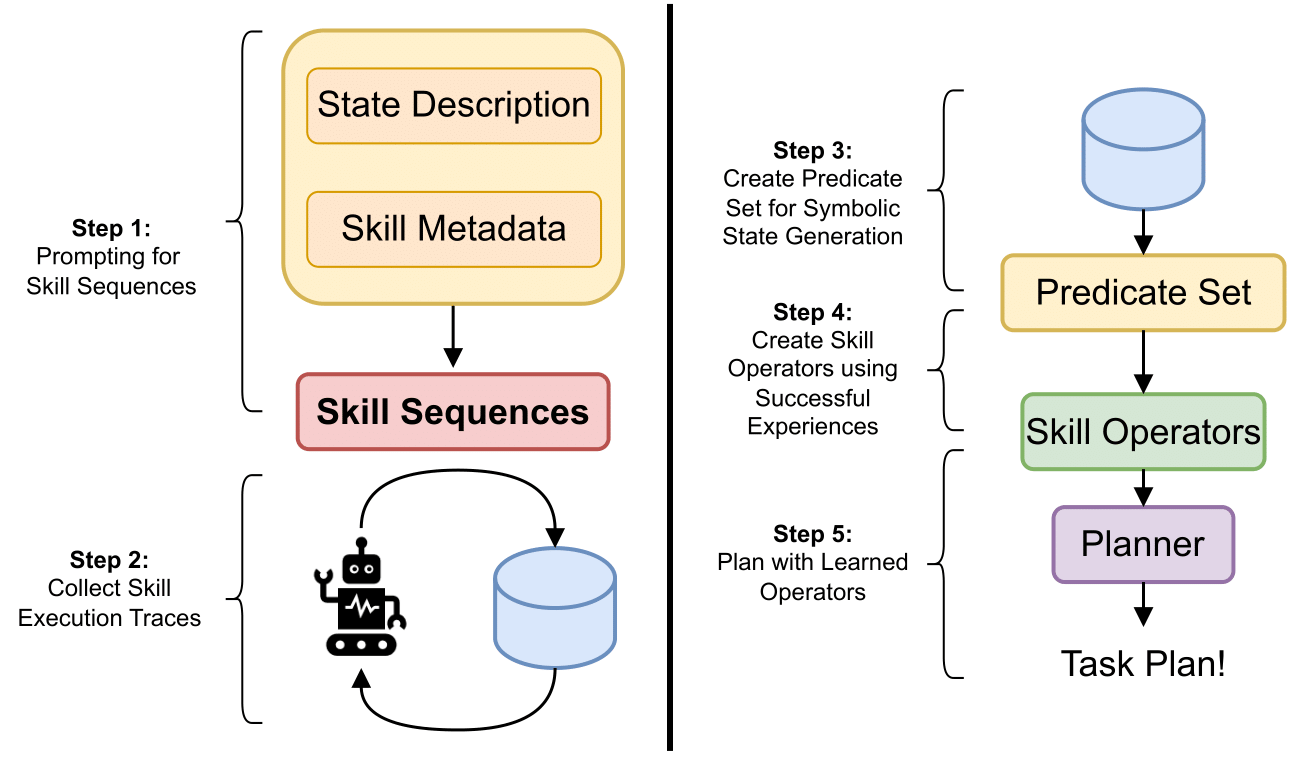 Step 1:
Prompting for
Skill Sequences
State Description
Skill Metadata
Skill Sequences
Step 2:
Collect Skill
Execution Traces
Step 3:
Create Predicate
Set for Symbolic
State Generation
Predicate Set
Step 4:
Create Skill
Operators using
Successful
Experiences
Skill Operators
Step 5:
Plan with Learned
Operators
Planner
Task Plan!